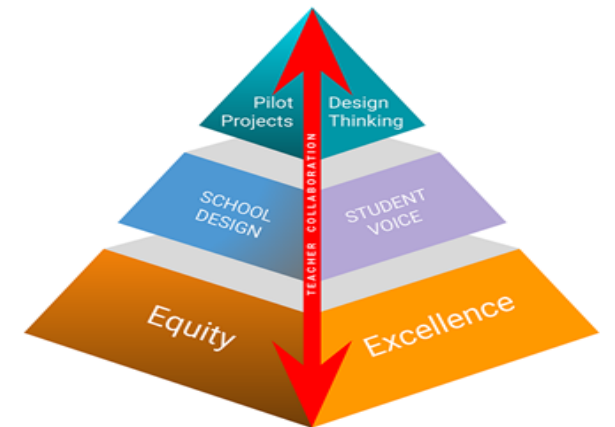 Pilot
Projects
Design
Thinking
TEACHER COLLABORATION
SCHOOL
DESIGN
STUDENT
VOICE
Equity
Excellence